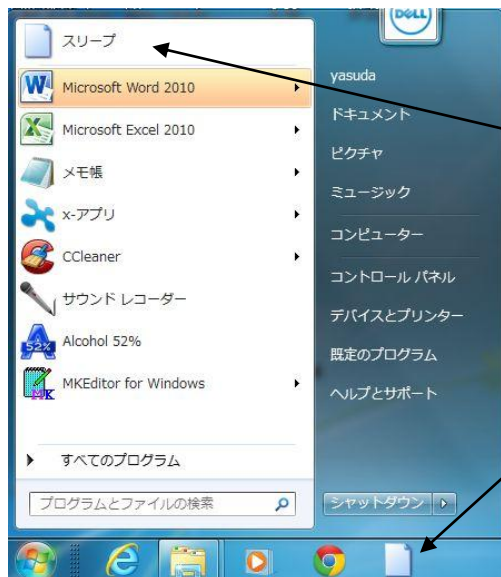 DELL
スリープ
Microsoft Word 2010
Microsoft Excel 2010
メモ帳
x-アプリ
CCleaner
サウンド レコーダー
52%
Alcohol 52%
MK
MKEditor for Windows
すべてのプログラム
プログラムとファイルの検索
yasuda
ドキュメント
ピクチャ
ミュージック
コンピューター
コントロール パネル
デバイスとプリンター
既定のプログラム
ヘルプとサポート
シャットダウン